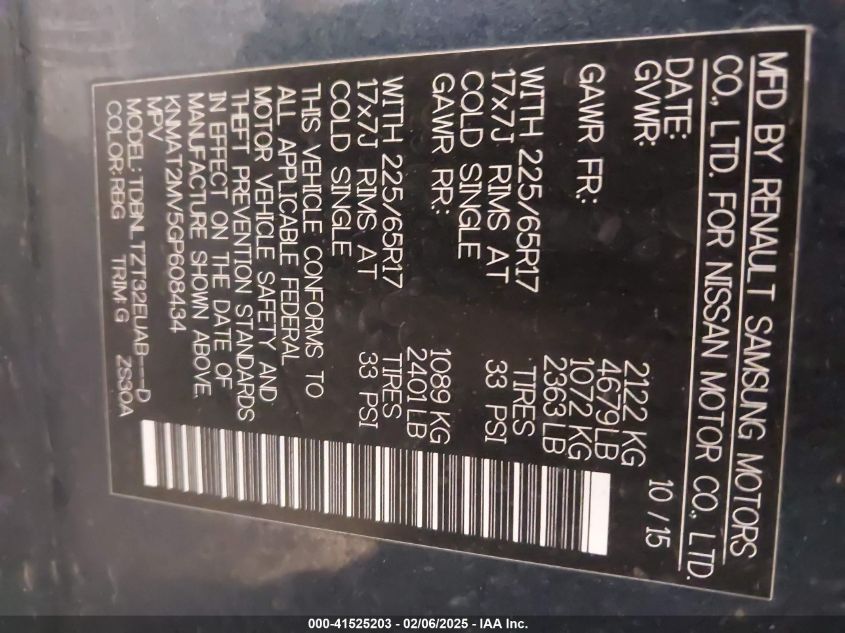 MFD BY RENAULT SAMSUNG MOTORS
CO., LTD. FOR NISSAN MOTOR CO., LTD.
DATE: 10 / 15
GVWR: 2122 KG
4679 LB
GAWR FR: 1072 KG
2363 LB
WITH 225/65R17 TIRES
17x7J RIMS AT 33 PSI
COLD SINGLE
GAWR RR: 1089 KG
2401 LB
WITH 225/65R17 TIRES
17x7J RIMS AT 33 PSI
COLD SINGLE
THIS VEHICLE CONFORMS TO
ALL APPLICABLE FEDERAL
MOTOR VEHICLE SAFETY AND
THEFT PREVENTION STANDARDS
IN EFFECT ON THE DATE OF
MANUFACTURE SHOWN ABOVE.
KNMAT2MV5GP608434
MPV
MODEL: TDBNLTZT32EUAB---D
COLOR: RBG TRIM: G ZS30A
000-41525203 - 02/06/2025 - IAA Inc.